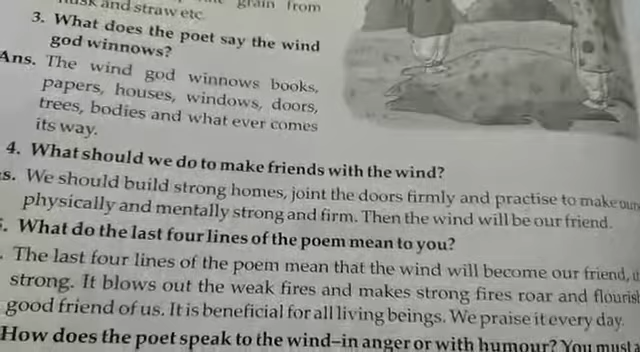 and straw etc.
grain from
3. What does the poet say the wind
god winnows?
Ans. The wind god winnows books,
papers, houses, windows, doors,
trees, bodies and what ever comes
its way.
4. What should we do to make friends with the wind?
s. We should build strong homes, joint the doors firmly and practise to make
physically and mentally strong and firm. Then the wind will be our friend.
. What do the last four lines of the poem mean to you?
. The last four lines of the poem mean that the wind will become our friend,
strong. It blows out the weak fires and makes strong fires roar and
good friend of us. It is beneficial for all living beings. We praise it every day.
How does the poet speak to the wind–in anger or with humour? You must